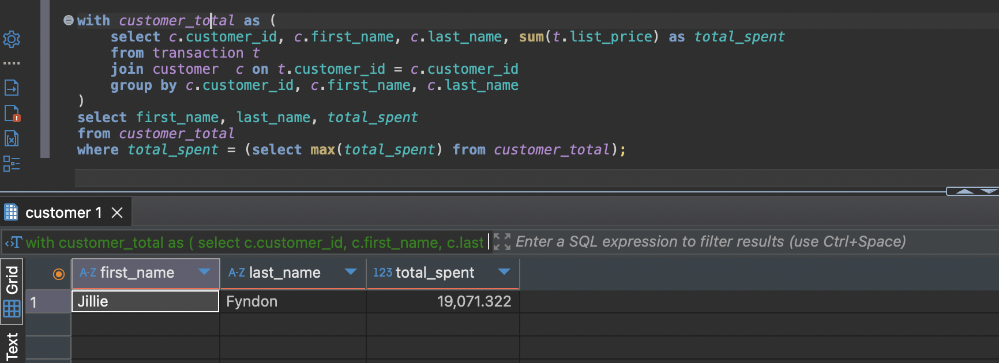 with customer_total as (
    select c.customer_id, c.first_name, c.last_name, sum(t.list_price) as total_spent
    from transaction t
    join customer  c on t.customer_id = c.customer_id
    group by c.customer_id, c.first_name, c.last_name
)
select first_name, last_name, total_spent
from customer_total
where total_spent = (select max(total_spent) from customer_total);
customer 1
with customer_total as ( select c.customer_id, c.first_name, c.last Enter a SQL expression to filter results (use Ctrl+Space)
Grid
A-Z first_name A-Z last_name 123 total_spent
1 Jillie Fyndon 19,071.322
Text